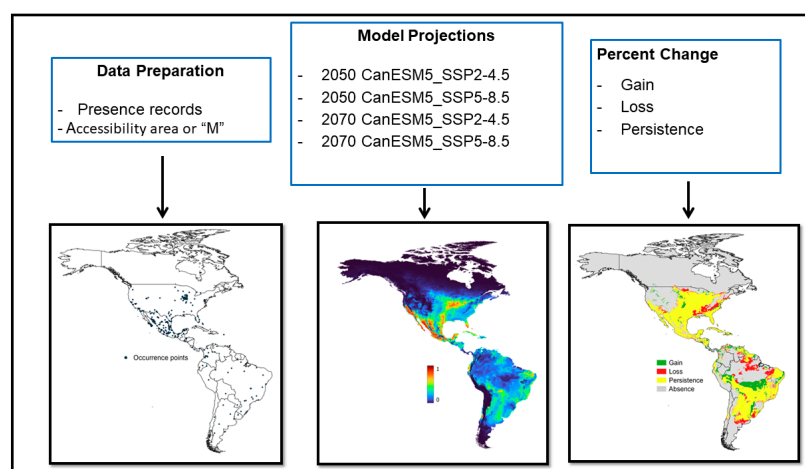 Data Preparation
- Presence records
- Accessibility area or “M”
Model Projections
- 2050 CanESM5_SSP2-4.5
- 2050 CanESM5_SSP5-8.5
- 2070 CanESM5_SSP2-4.5
- 2070 CanESM5_SSP5-8.5
Percent Change
- Gain
- Loss
- Persistence
Occurrence points
1
0
Gain
Loss
Persistence
Absence